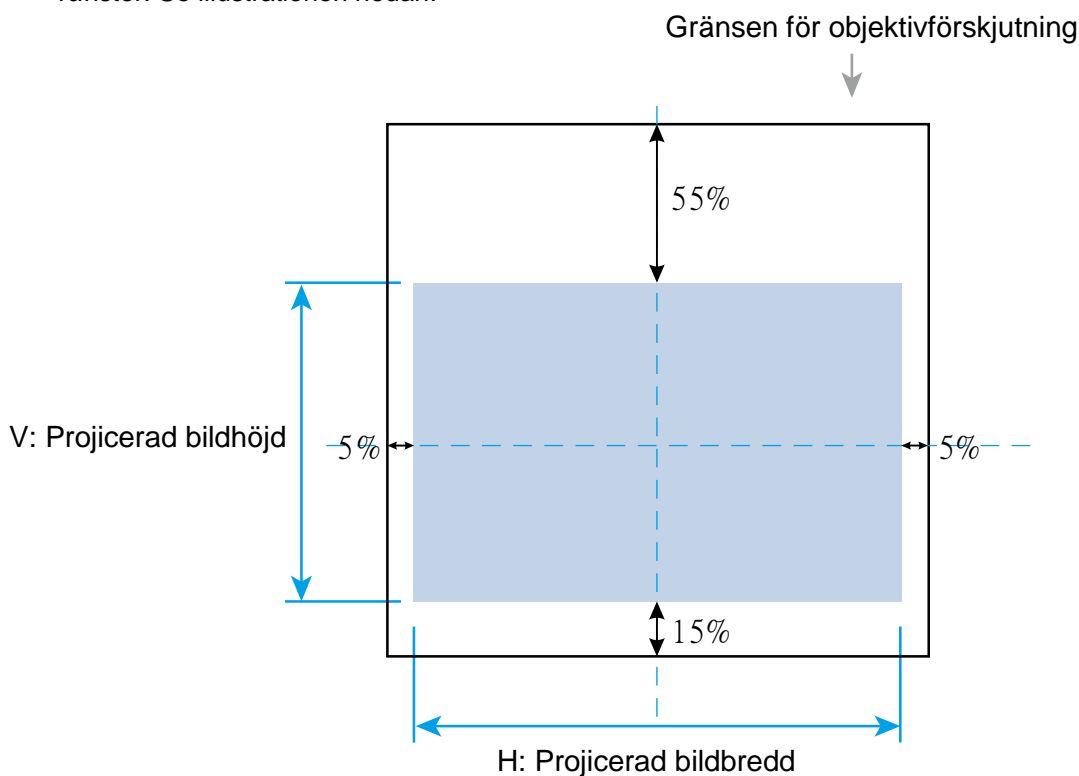 Gränsen för objektivförskjutning
55%
V: Projicerad bildhöjd
5%
5%
15%
H: Projicerad bildbredd